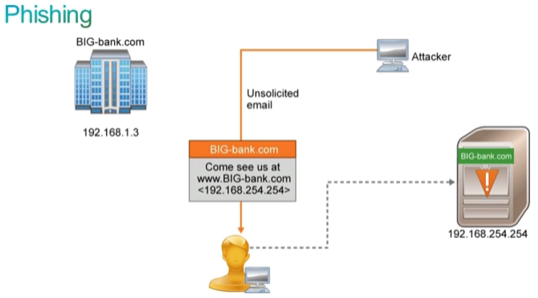 Phishing
BIG-bank.com
192.168.1.3
Attacker
Unsolicited
email
BIG-bank.com
Come see us at
www.BIG-bank.com
<192.168.254.254>
BIG-bank.com
!
192.168.254.254